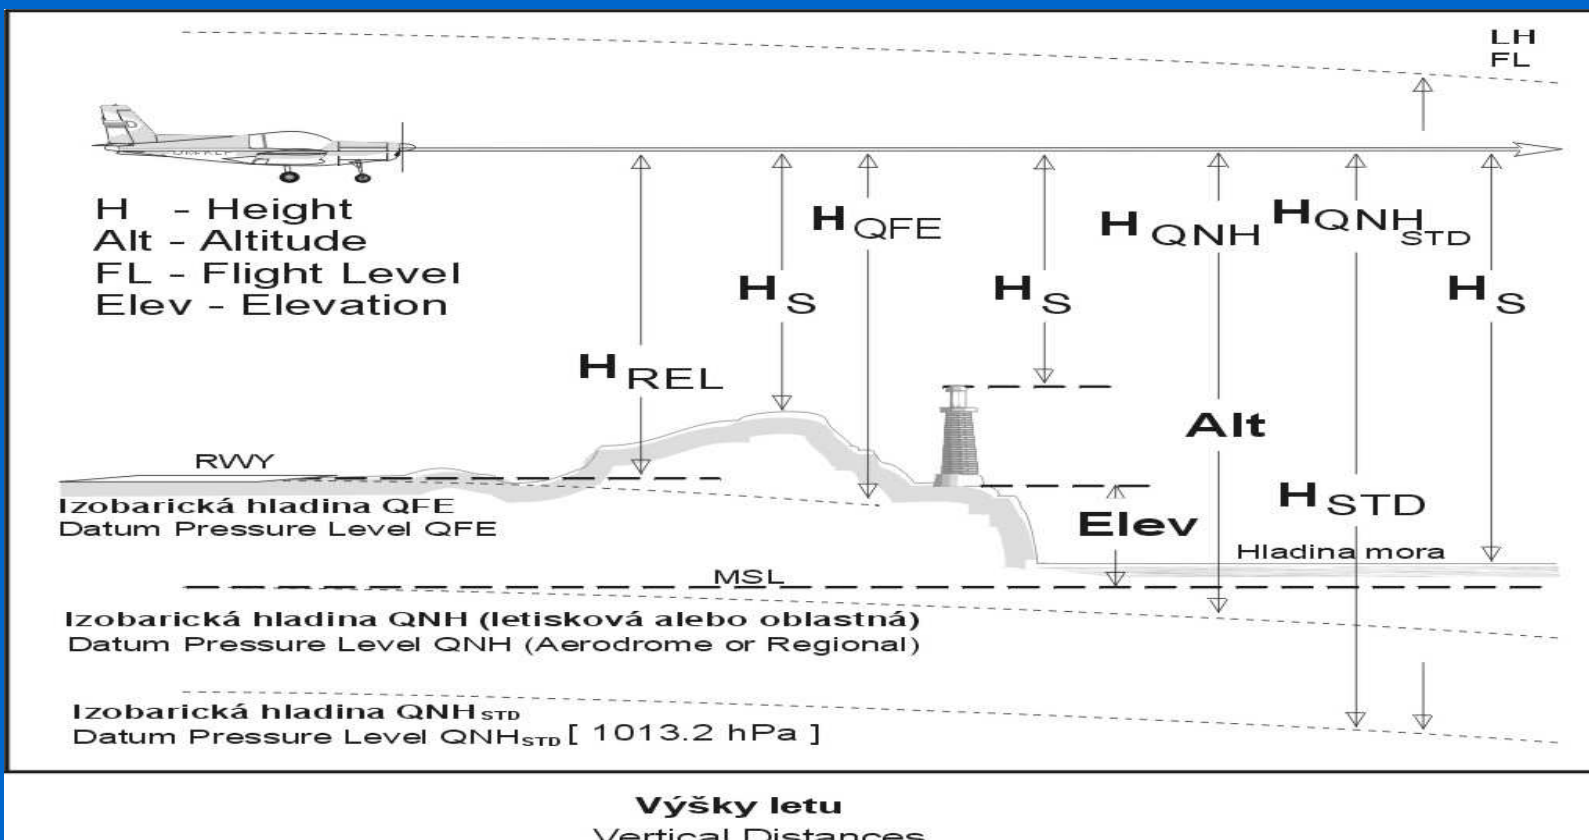 LH
FL
H - Height
Alt - Altitude
FL - Flight Level
Elev - Elevation
HQFE
HQNH
HQNHSTD
HS
HS
HS
HREL
Alt
RWY
HSTD
Izobarická hladina QFE
Datum Pressure Level QFE
Elev
Hladina mora
MSL
Izobarická hladina QNH (letisková alebo oblastná)
Datum Pressure Level QNH (Aerodrome or Regional)
Izobarická hladina QNHSTD
Datum Pressure Level QNHSTD [ 1013.2 hPa ]
Výšky letu
Vertical Distances